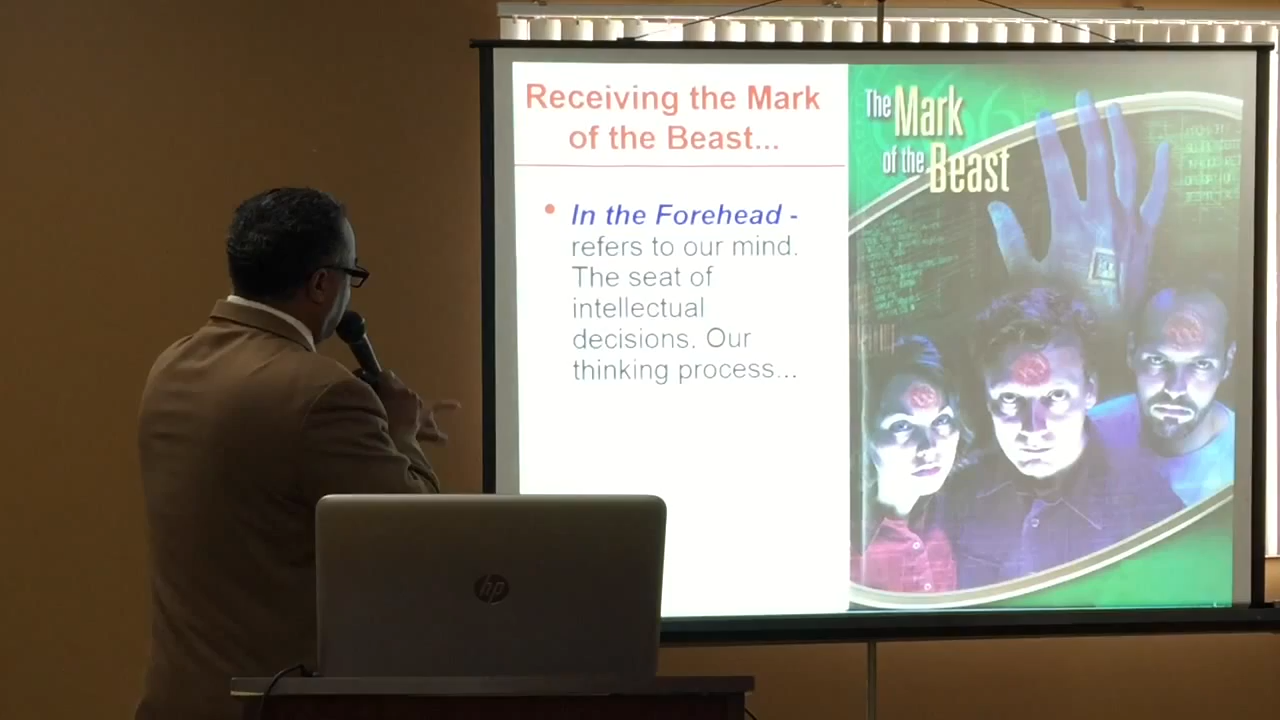 Receiving the Mark
of the Beast...
• In the Forehead -
refers to our mind.
The seat of
intellectual
decisions. Our
thinking process...
The Mark
of the Beast
hp